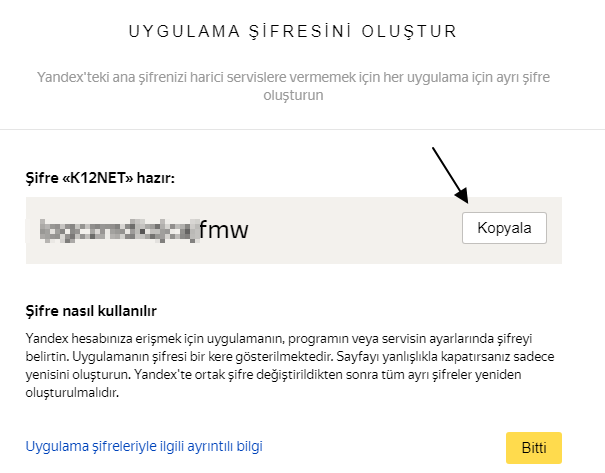 UYGULAMA ŞİFRESİNİ OLUŞTUR
Yandex'teki ana şifrenizi harici servislere vermemek için her uygulama için ayrı şifre
oluşturun
Şifre «K12NET» hazır:
fmw
Kopyala
Şifre nasıl kullanılır
Yandex hesabınıza erişmek için uygulamanın, programın veya servisin ayarlarında şifreyi
belirtin. Uygulamanın şifresi bir kere gösterilmektedir. Sayfayı yanlışlıkla kapatırsanız sadece
yenisini oluşturun. Yandex'te ortak şifre değiştirildikten sonra tüm ayrı şifreler yeniden
oluşturulmalıdır.
Uygulama şifreleriyle ilgili ayrıntılı bilgi
Bitti